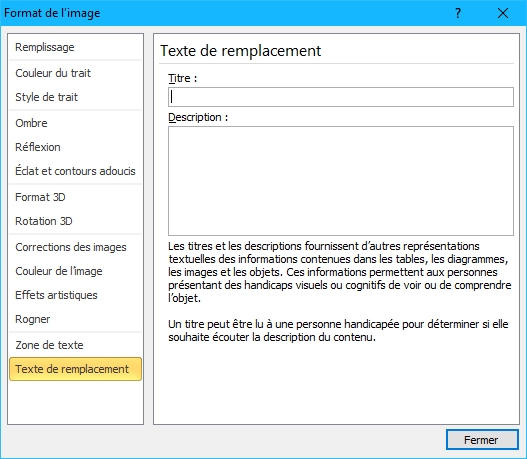 Format de l'image
?
Remplissage
Couleur du trait
Style de trait
Ombre
Réflexion
Éclat et contours adoucis
Format 3D
Rotation 3D
Corrections des images
Couleur de l'image
Effets artistiques
Rogner
Zone de texte
Texte de remplacement
Texte de remplacement
Titre :
Description :
Les titres et les descriptions fournissent d'autres représentations
textuelles des informations contenues dans les tables, les diagrammes,
les images et les objets. Ces informations permettent aux personnes
présentant des handicaps visuels ou cognitifs de voir ou de comprendre
l'objet.
Un titre peut être lu à une personne handicapée pour déterminer si elle
souhaite écouter la description du contenu.
Fermer